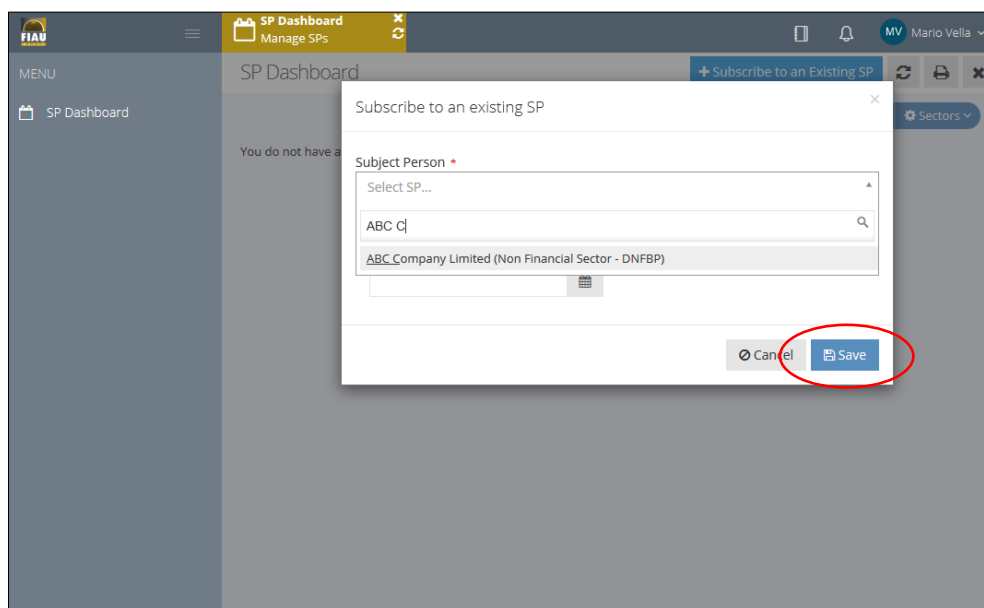 FIAU
SP Dashboard
Manage SPs
MV Mario Vella
MENU
SP Dashboard
SP Dashboard
+ Subscribe to an Existing SP
Sectors
You do not have a
Subscribe to an existing SP
Subject Person *
Select SP...
ABC C
ABC Company Limited (Non Financial Sector - DNFBP)
Cancel
Save